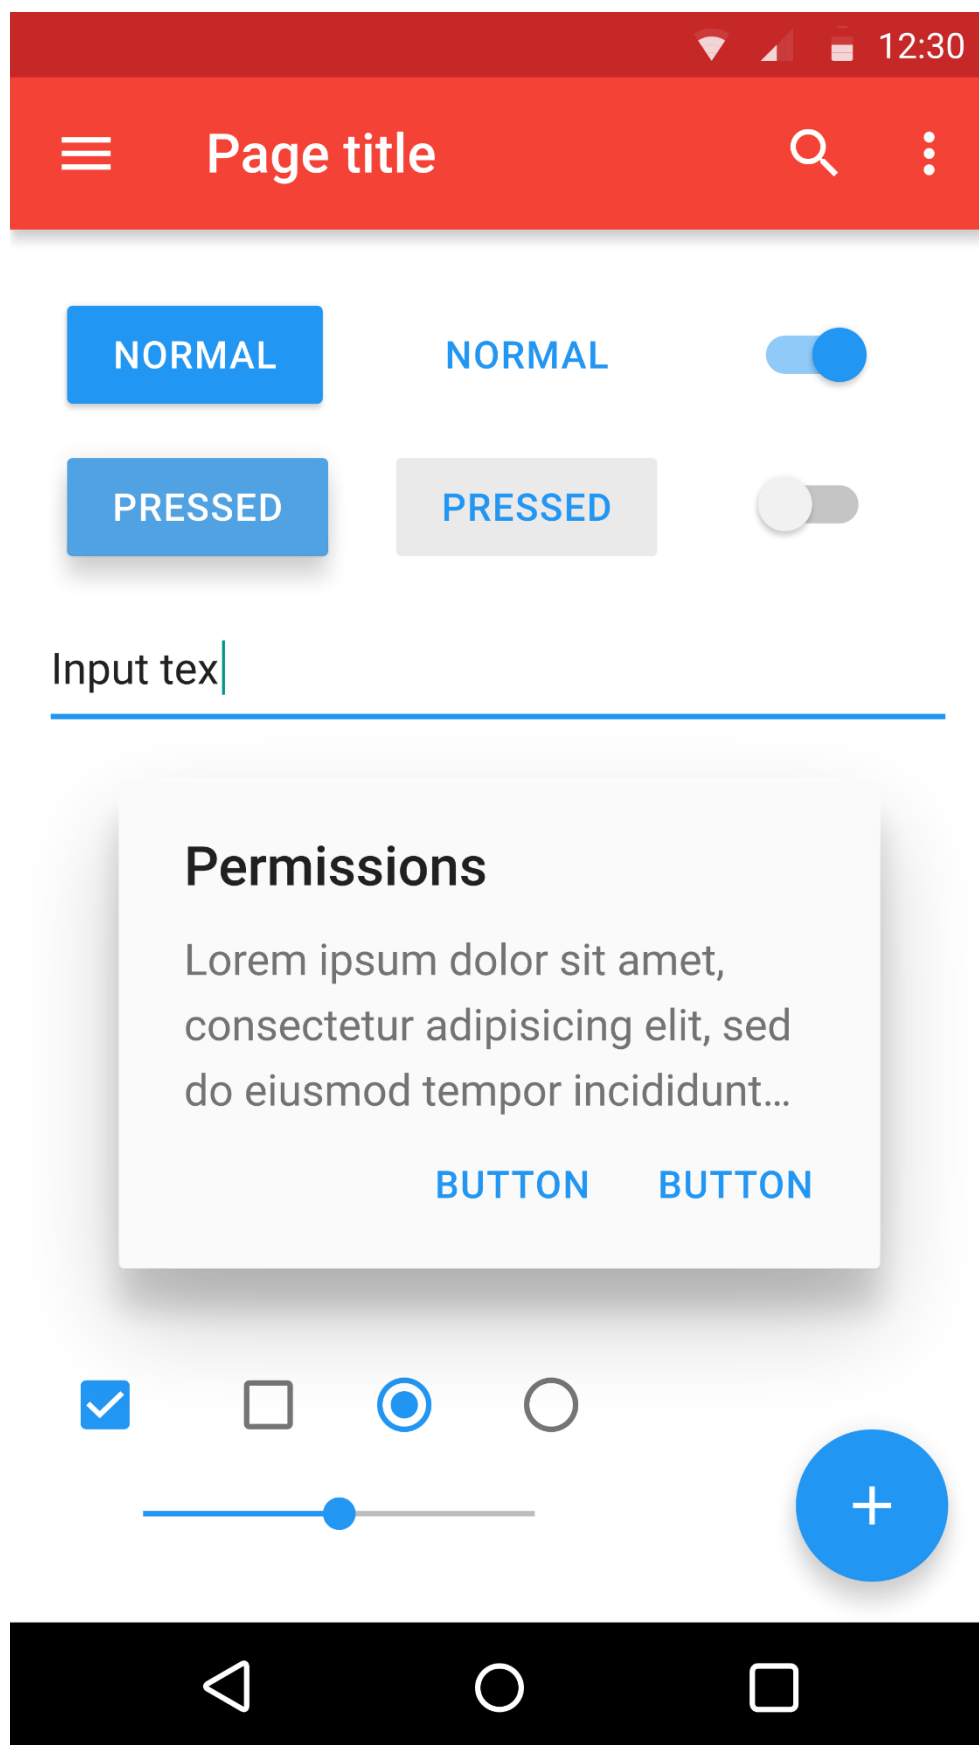 12:30
Page title
NORMAL NORMAL
PRESSED PRESSED
Input tex
Permissions
Lorem ipsum dolor sit amet,
consectetur adipisicing elit, sed
do eiusmod tempor incididunt...
BUTTON BUTTON